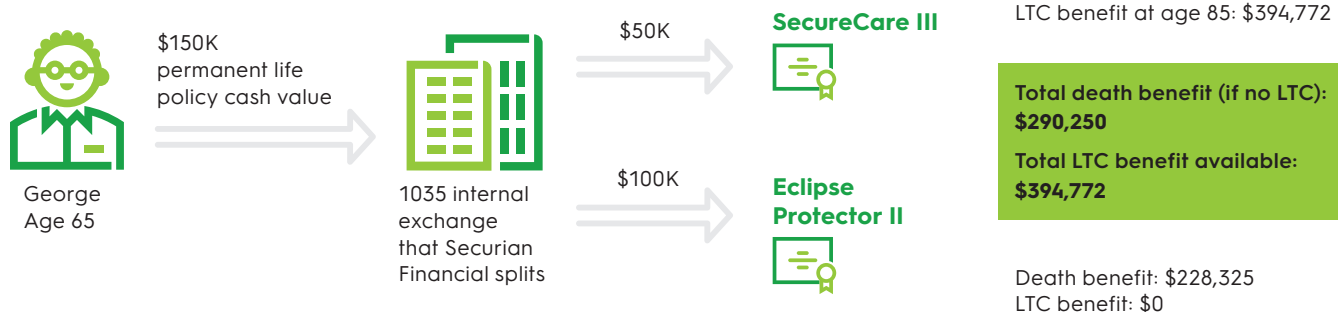 George
Age 65
$150K
permanent life
policy cash value
1035 internal
exchange
that Securian
Financial splits
$50K
SecureCare III
LTC benefit at age 85: $394,772
Total death benefit (if no LTC):
$290,250
Total LTC benefit available:
$394,772
$100K
Eclipse
Protector II
Death benefit: $228,325
LTC benefit: $0